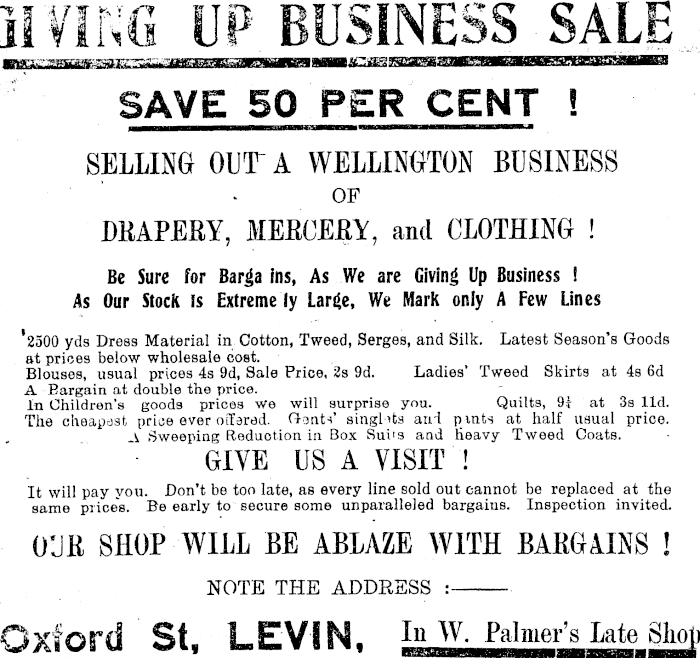 GIVING UP BUSINESS SALE
SAVE 50 PER CENT !
SELLING OUT A WELLINGTON BUSINESS
OF
DRAPERY, MERCERY, and CLOTHING !
Be Sure for Bargains, As We are Giving Up Business !
As Our Stock Is Extremely Large, We Mark only A Few Lines
2500 yds Dress Material in Cotton, Tweed, Serges, and Silk. Latest Season's Goods
at prices below wholesale cost.
Blouses, usual prices 4s 9d, Sale Price, 2s 9d. Ladies' Tweed Skirts at 4s 6d
A Bargain at double the price.
In Children's goods prices we will surprise you. Quilts, 9¼ at 3s 11d.
The cheapest price ever offered. Gents' singlets and pants at half usual price.
A Sweeping Reduction in Box Suits and heavy Tweed Coats.
GIVE US A VISIT !
It will pay you. Don't be too late, as every line sold out cannot be replaced at the
same prices. Be early to secure some unparalleled bargains. Inspection invited.
OUR SHOP WILL BE ABLAZE WITH BARGAINS !
NOTE THE ADDRESS :——
Oxford St, LEVIN, In W. Palmer's Late Shop